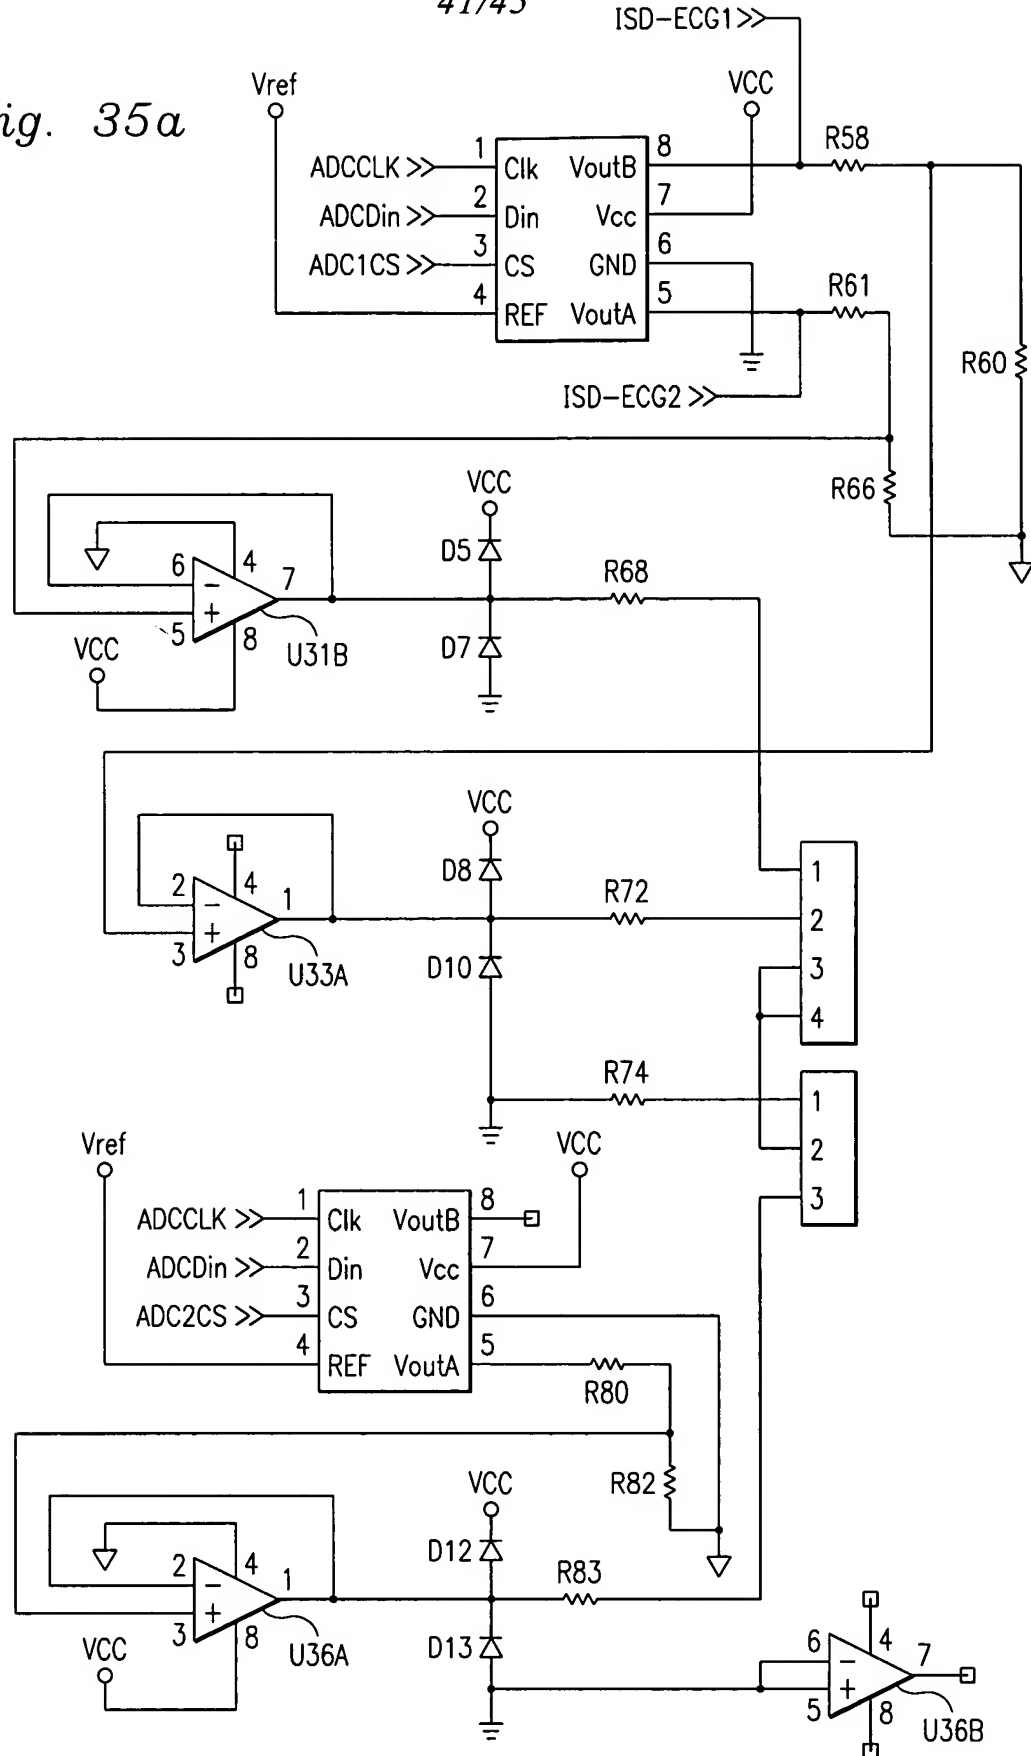 41/45
ISD-ECG1
ig. 35a
Vref
VCC
ADCCLK 1 Clk VoutB 8 R58
ADCDin 2 Din Vcc 7
ADC1CS 3 CS GND 6
4 REF VoutA 5 R61
R60
ISD-ECG2
VCC
R66
D5
6 4 7 R68
5 8 U31B
D7
VCC
VCC
D8
1
2 4 1 R72 2
3 8 U33A
D10
3
4
R74 1
Vref
VCC
2
3
ADCCLK 1 Clk VoutB 8
ADCDin 2 Din Vcc 7
ADC2CS 3 CS GND 6
4 REF VoutA 5
R80
R82
VCC
D12
2 4 1 R83
3 8 U36A
VCC
D13
6 4 7
5 8 U36B